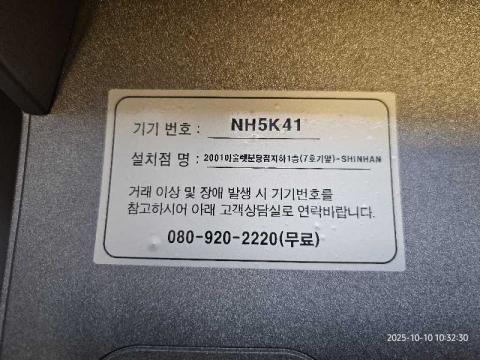 기기 번호 : NH5K41
설치점 명 : 2001아울렛분당점지하1층(7호기옆)-SHINHAN
거래 이상 및 장애 발생 시 기기번호를
참고하시어 아래 고객상담실로 연락바랍니다.
080-920-2220(무료)
2025-10-10 10:32:30